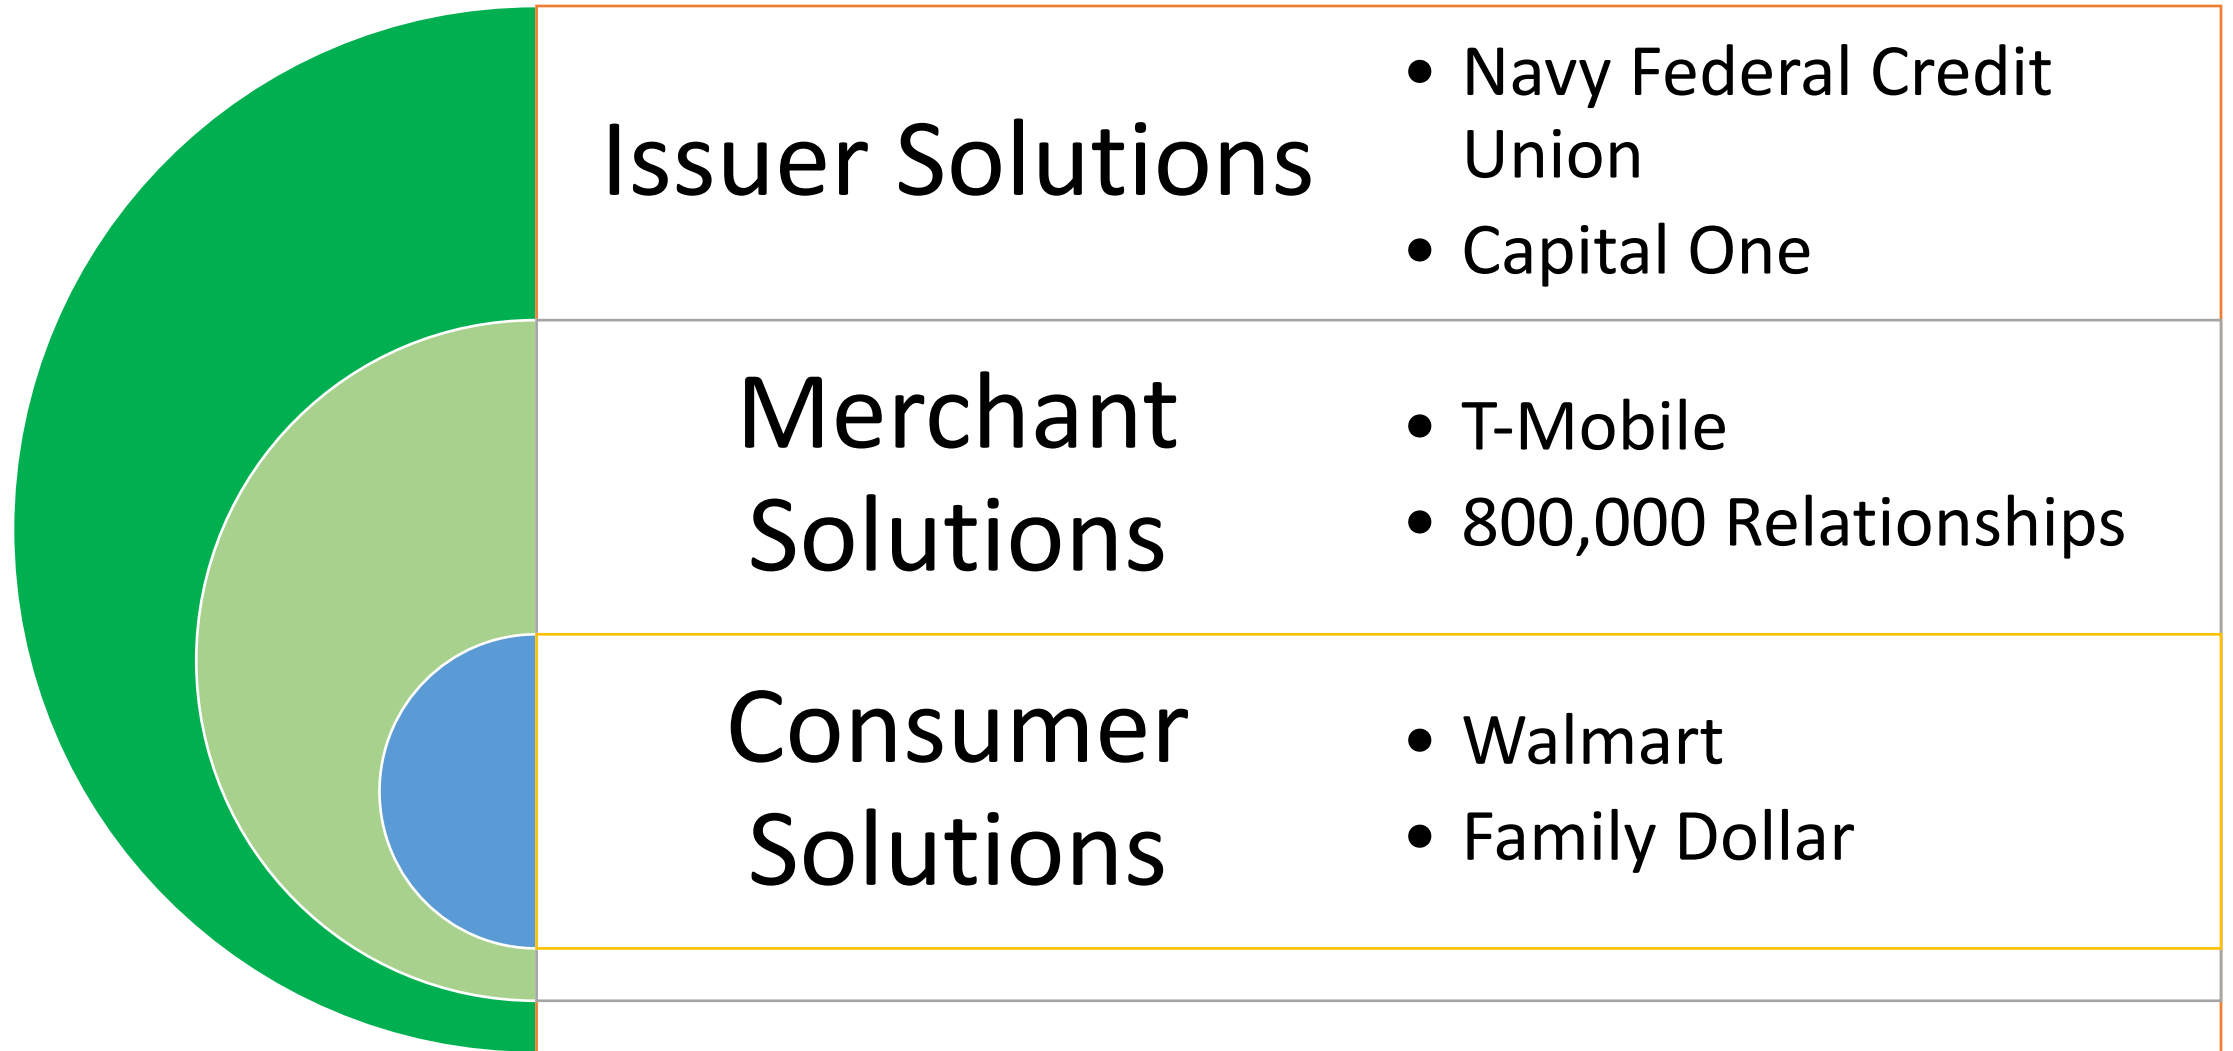 Issuer Solutions
• Navy Federal Credit
Union
• Capital One
Merchant
Solutions
• T-Mobile
• 800,000 Relationships
Consumer
Solutions
• Walmart
• Family Dollar